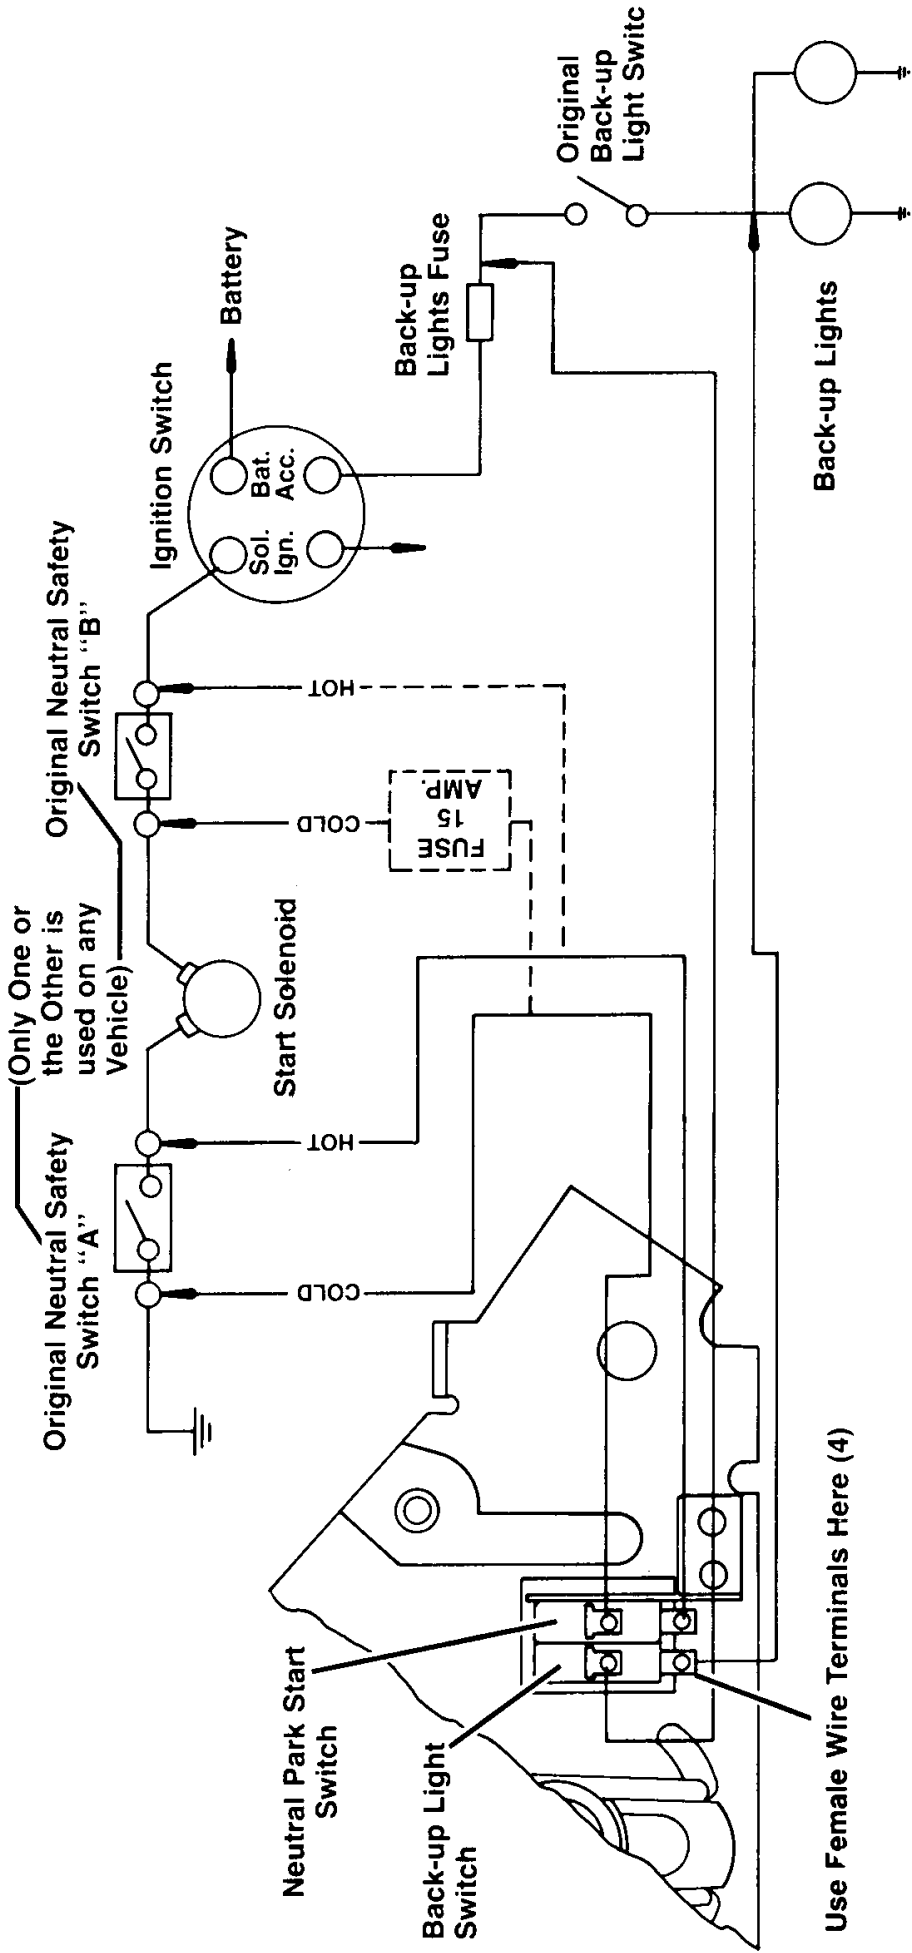 (Only One or
the Other is
used on any
Vehicle)
Original Neutral Safety
Switch "A"
Original Neutral Safety
Switch "B"
Ignition Switch
Battery
Sol.
Bat.
Ign.
Acc.
Start Solenoid
COLD
HOT
COLD
HOT
FUSE
15
AMP.
Back-up
Lights Fuse
Original
Back-up
Light Switc
Back-up Lights
Neutral Park Start
Switch
Back-up Light
Switch
Use Female Wire Terminals Here (4)